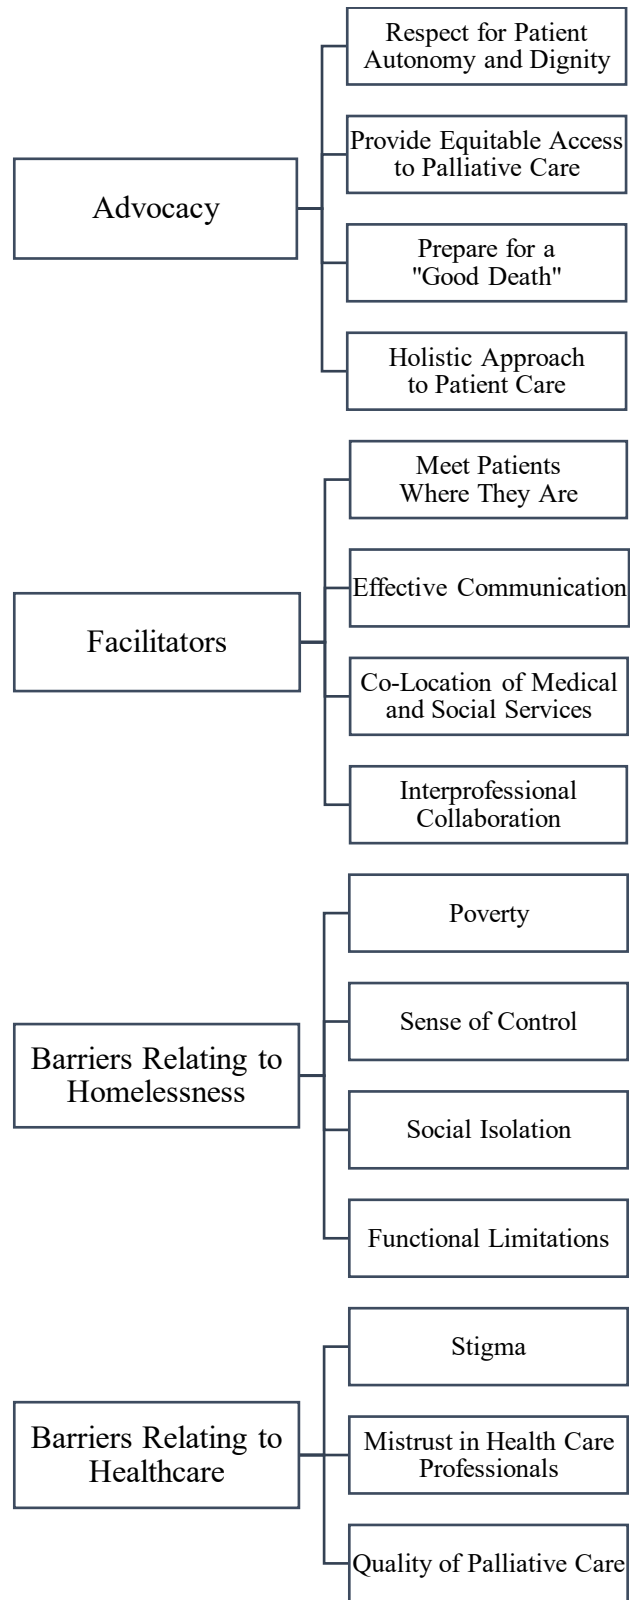 Advocacy
Respect for Patient
Autonomy and Dignity
Provide Equitable Access
to Palliative Care
Prepare for a
"Good Death"
Holistic Approach
to Patient Care
Facilitators
Meet Patients
Where They Are
Effective Communication
Co-Location of Medical
and Social Services
Interprofessional
Collaboration
Barriers Relating to
Homelessness
Poverty
Sense of Control
Social Isolation
Functional Limitations
Barriers Relating to
Healthcare
Stigma
Mistrust in Health Care
Professionals
Quality of Palliative Care